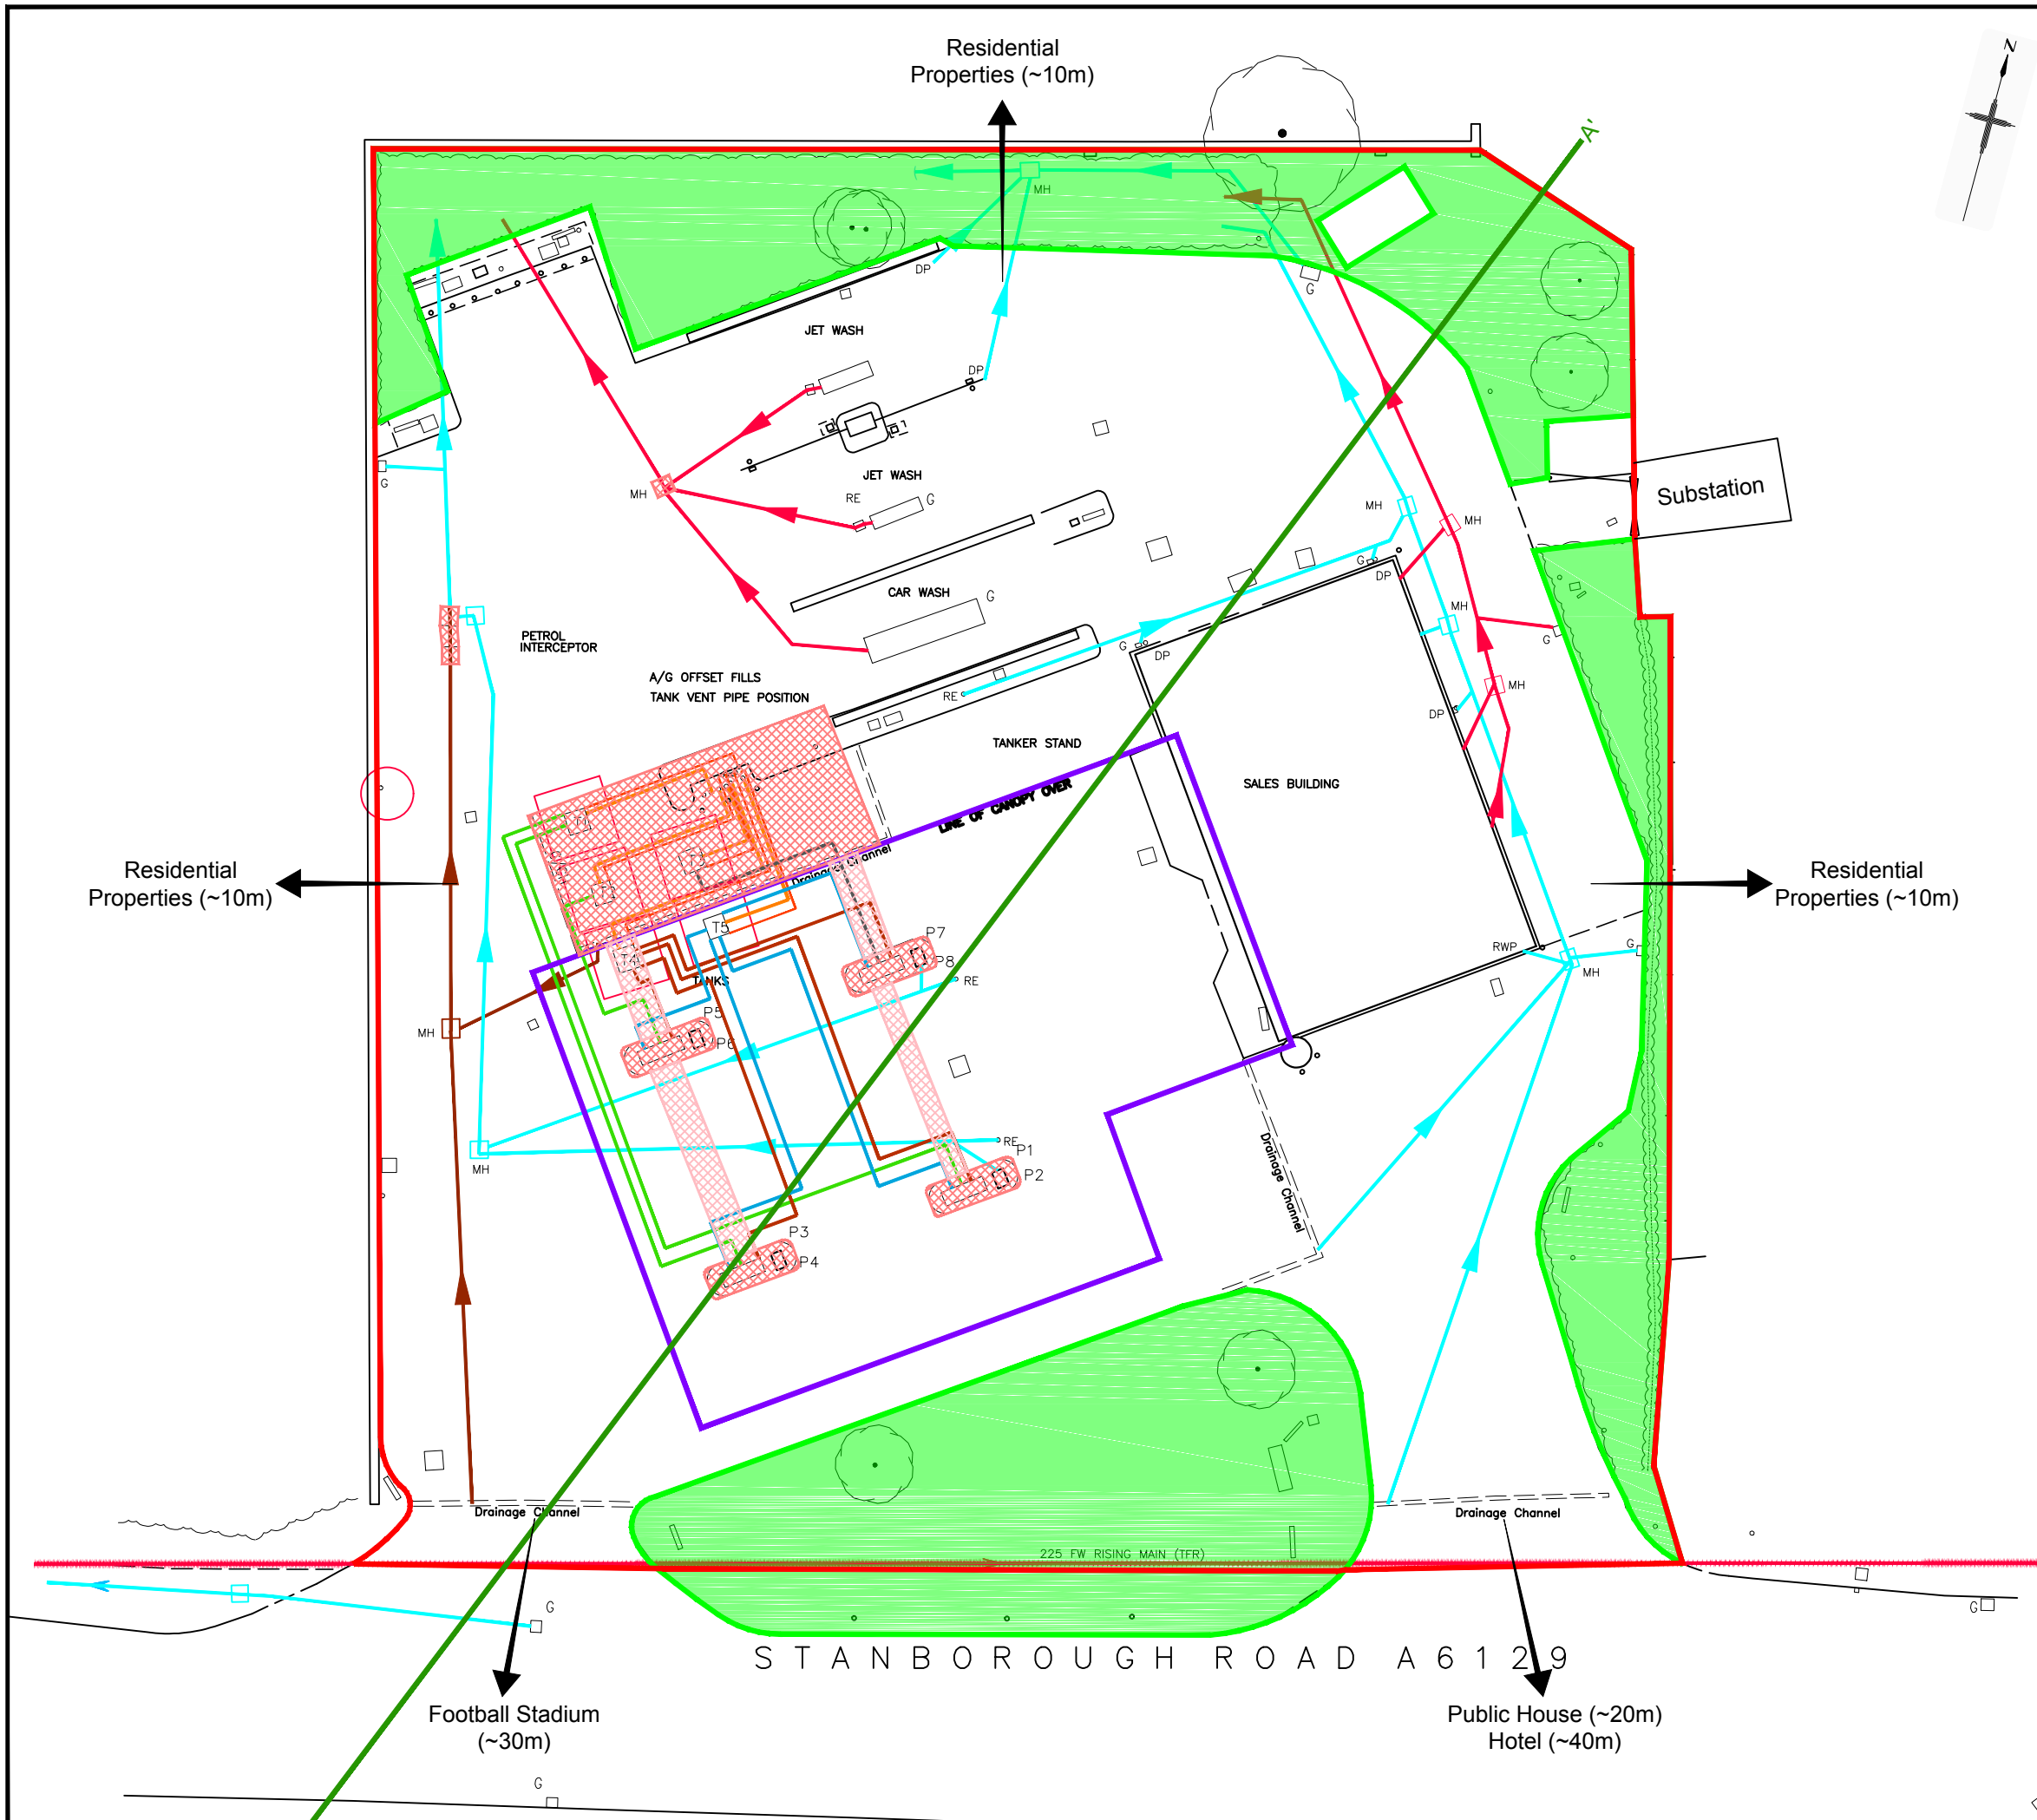 Residential
Properties (~10m)
N
A'
MH
DP
G
JET WASH
DP
G
JET WASH
MH
RE
G
MH
MH
Substation
G
DP
CAR WASH
G
MH
PETROL
INTERCEPTOR
G
DP
G
A/G OFFSET FILLS
TANK VENT PIPE POSITION
RE
MH
DP
TANKER STAND
SALES BUILDING
LINE OF CANOPY OVER
T1
Drainage Channel
Residential
Properties (~10m)
Residential
Properties (~10m)
T5
P7
P8
T4
TANKS
RE
RWP
G
MH
P5
P6
MH
RE
P1
P2
MH
Drainage Channel
P3
P4
Drainage Channel
Drainage Channel
225 FW RISING MAIN (TFR)
G
G
STANBOROUGH ROAD A6129
Football Stadium
(~30m)
Public House (~20m)
Hotel (~40m)
G